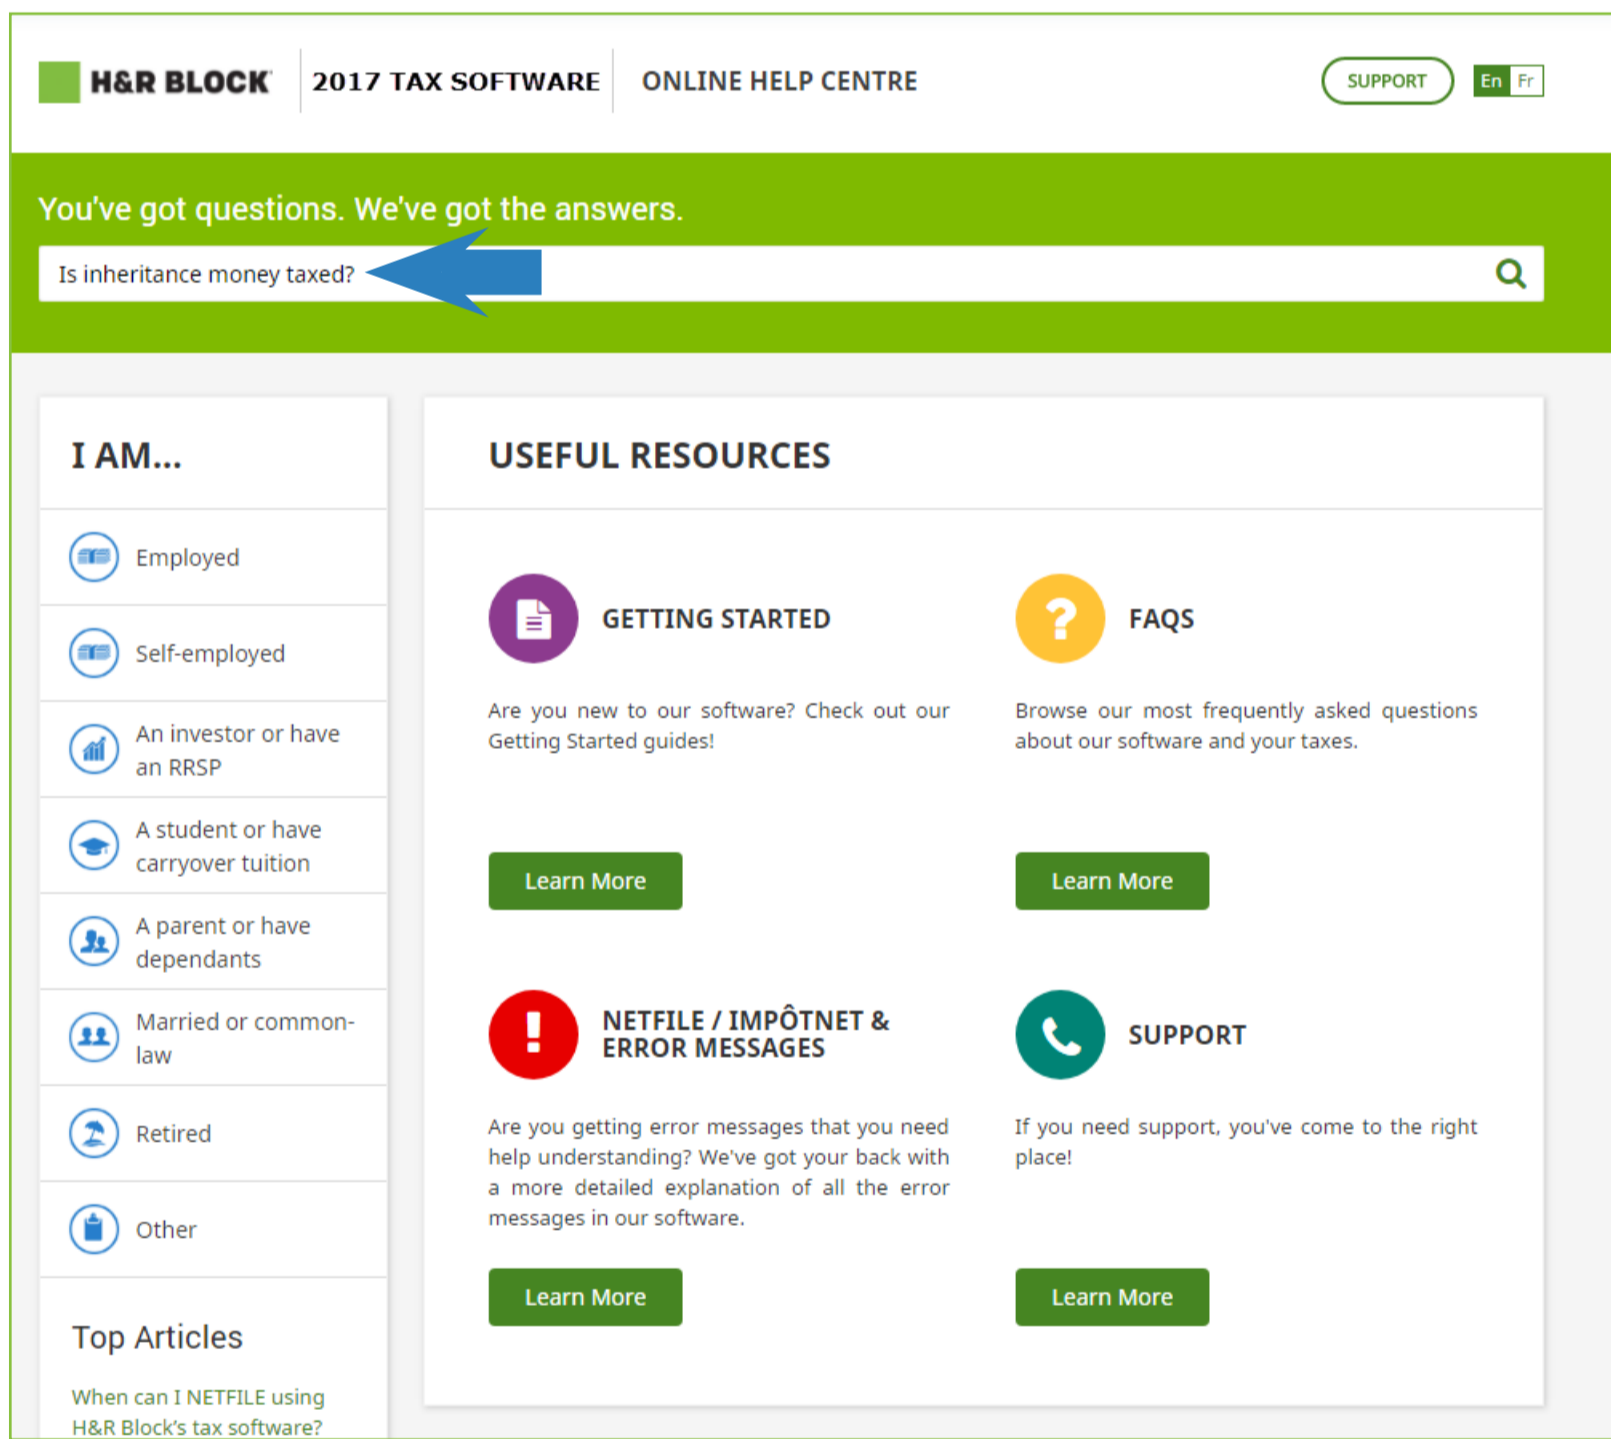 H&R BLOCK
2017 TAX SOFTWARE
ONLINE HELP CENTRE
SUPPORT
En
Fr
You've got questions. We've got the answers.
Is inheritance money taxed?
I AM...
Employed
Self-employed
An investor or have
an RRSP
A student or have
carryover tuition
A parent or have
dependants
Married or common-
law
Retired
Other
Top Articles
When can I NETFILE using
H&R Block's tax software?
USEFUL RESOURCES
GETTING STARTED
Are you new to our software? Check out our
Getting Started guides!
Learn More
FAQS
Browse our most frequently asked questions
about our software and your taxes.
Learn More
NETFILE / IMPÔTNET &
ERROR MESSAGES
Are you getting error messages that you need
help understanding? We've got your back with
a more detailed explanation of all the error
messages in our software.
Learn More
SUPPORT
If you need support, you've come to the right
place!
Learn More